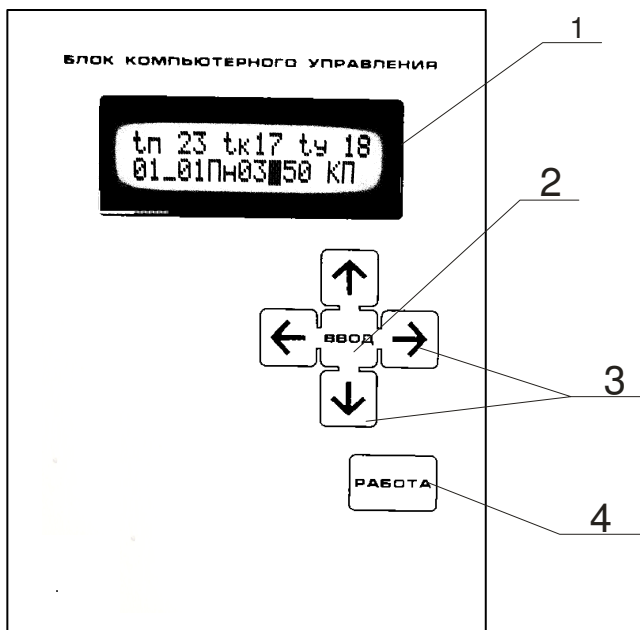 БЛОК КОМПЬЮТЕРНОГО УПРАВЛЕНИЯ
1
tп 23 tк17 tу 18
01_01Пн03█50 КП
2
ВВОД
3
РАБОТА
4